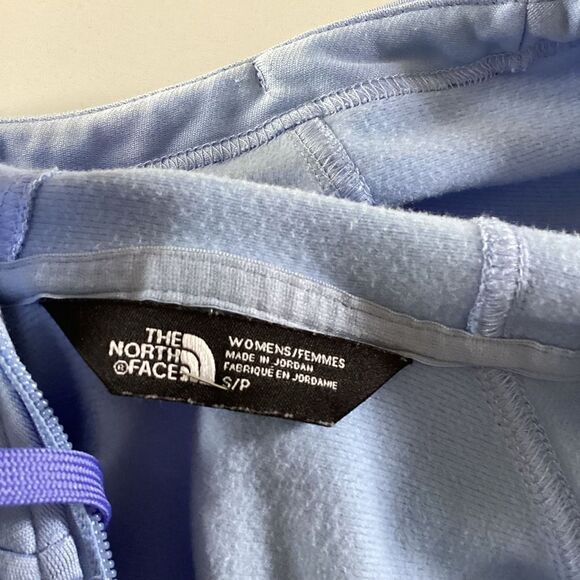 THE
NORTH
®FACE
WOMENS/FEMMES
MADE IN JORDAN
FABRIQUÉ EN JORDANIE
S/P